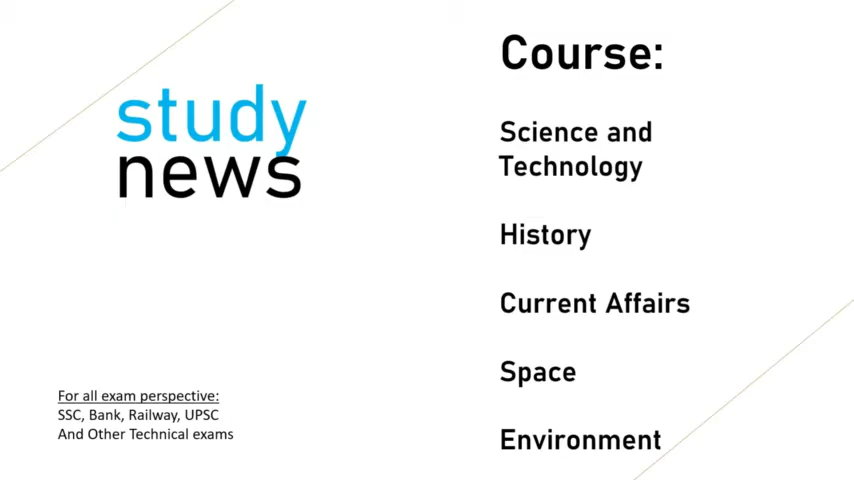 study
news
For all exam perspective:
SSC, Bank, Railway, UPSC
And Other Technical exams
Course:
Science and
Technology
History
Current Affairs
Space
Environment